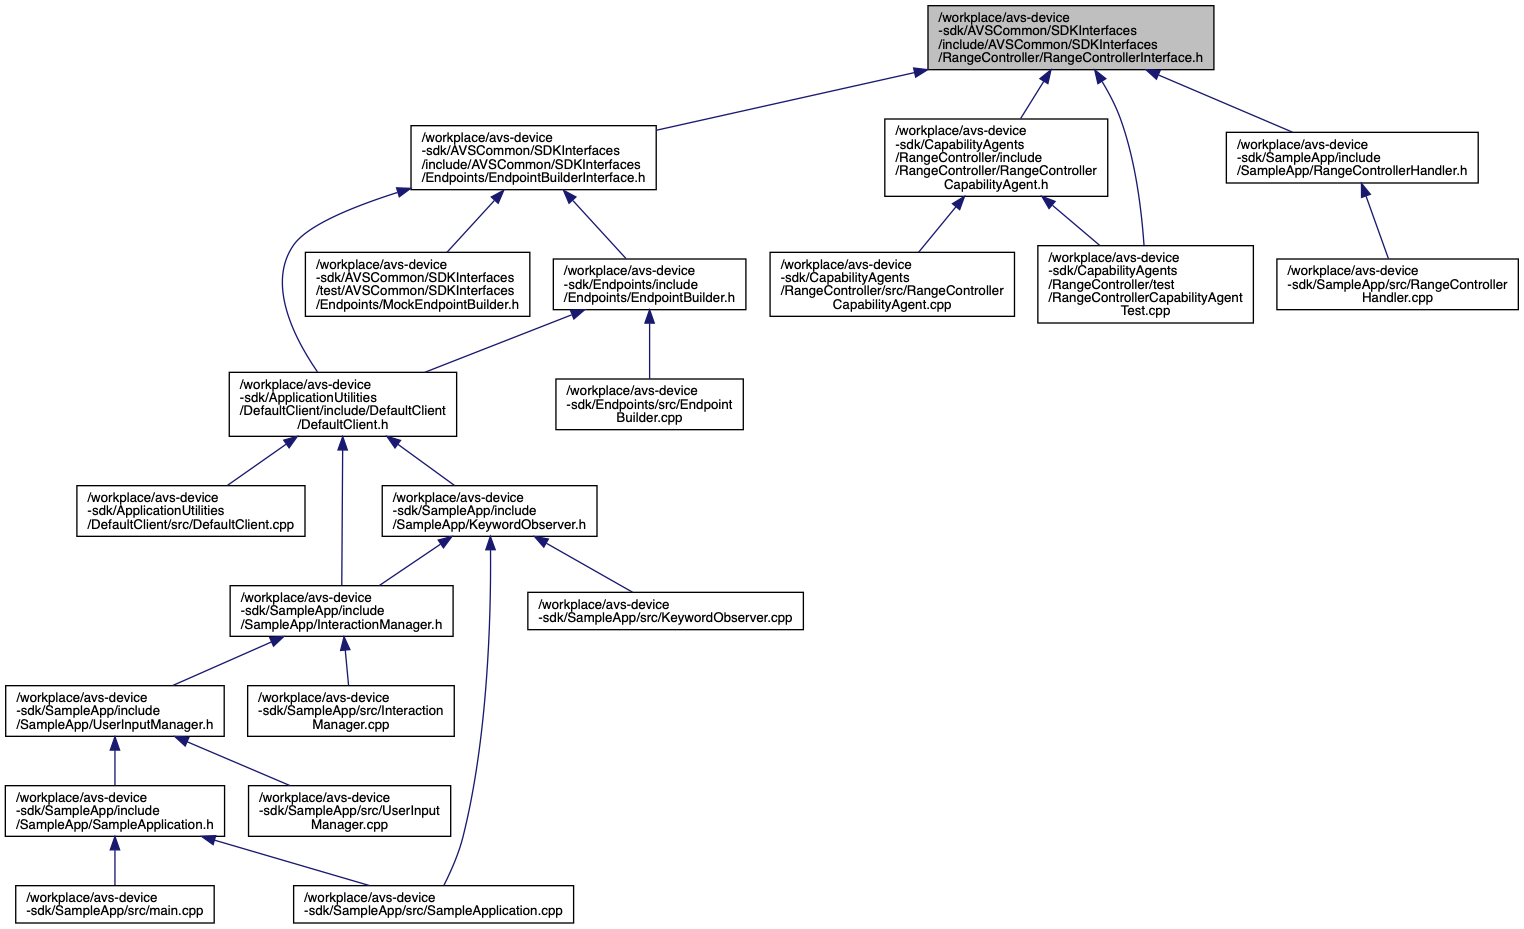 /workplace/avs-device
-sdk/AVSCommon/SDKInterfaces
/include/AVSCommon/SDKInterfaces
/RangeController/RangeControllerInterface.h
/workplace/avs-device
-sdk/AVSCommon/SDKInterfaces
/include/AVSCommon/SDKInterfaces
/Endpoints/EndpointBuilderInterface.h
/workplace/avs-device
-sdk/CapabilityAgents
/RangeController/include
/RangeController/RangeController
CapabilityAgent.h
/workplace/avs-device
-sdk/SampleApp/include
/SampleApp/RangeControllerHandler.h
/workplace/avs-device
-sdk/AVSCommon/SDKInterfaces
/test/AVSCommon/SDKInterfaces
/Endpoints/MockEndpointBuilder.h
/workplace/avs-device
-sdk/Endpoints/include
/Endpoints/EndpointBuilder.h
/workplace/avs-device
-sdk/CapabilityAgents
/RangeController/src/RangeController
CapabilityAgent.cpp
/workplace/avs-device
-sdk/CapabilityAgents
/RangeController/test
/RangeControllerCapabilityAgent
Test.cpp
/workplace/avs-device
-sdk/SampleApp/src/RangeController
Handler.cpp
/workplace/avs-device
-sdk/ApplicationUtilities
/DefaultClient/include/DefaultClient
/DefaultClient.h
/workplace/avs-device
-sdk/Endpoints/src/Endpoint
Builder.cpp
/workplace/avs-device
-sdk/ApplicationUtilities
/DefaultClient/src/DefaultClient.cpp
/workplace/avs-device
-sdk/SampleApp/include
/SampleApp/KeywordObserver.h
/workplace/avs-device
-sdk/SampleApp/include
/SampleApp/InteractionManager.h
/workplace/avs-device
-sdk/SampleApp/src/KeywordObserver.cpp
/workplace/avs-device
-sdk/SampleApp/include
/SampleApp/UserInputManager.h
/workplace/avs-device
-sdk/SampleApp/src/Interaction
Manager.cpp
/workplace/avs-device
-sdk/SampleApp/include
/SampleApp/SampleApplication.h
/workplace/avs-device
-sdk/SampleApp/src/UserInput
Manager.cpp
/workplace/avs-device
-sdk/SampleApp/src/main.cpp
/workplace/avs-device
-sdk/SampleApp/src/SampleApplication.cpp